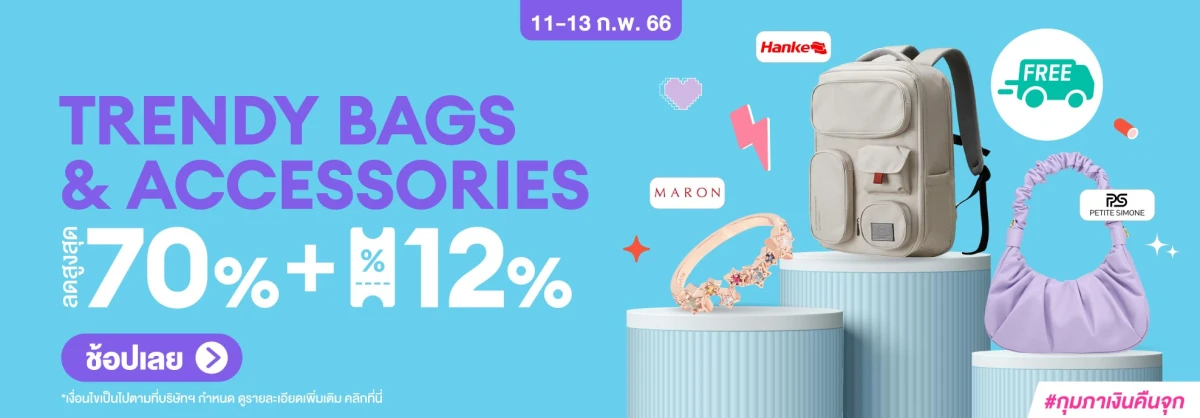 11-13 ก.พ. 66
TRENDY BAGS
& ACCESSORIES
ลดสูงสุด
70% + % 12%
ช้อปเลย
*เงื่อนไขเป็นไปตามที่บริษัทฯ กำหนด ดูรายละเอียดเพิ่มเติม คลิกที่นี่
Hanke
FREE
MARON
PS
PETITE SIMONE
#กุมภาเงินคืนจุก